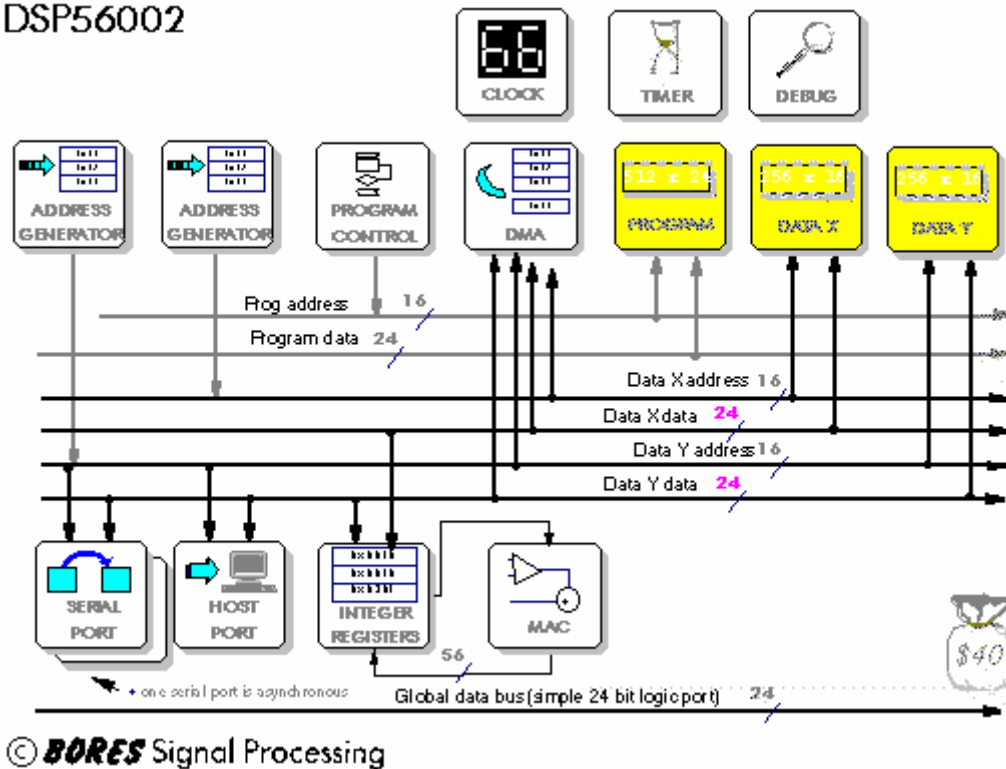 DSP56002
66
CLOCK
TIMER
DEBUG
ADDRESS
GENERATOR
ADDRESS
GENERATOR
PROGRAM
CONTROL
DMA
512 x 24
PROGRAM
256 x 16
DATA X
256 x 16
DATA Y
Prog address 16
Program data 24
Data X address 16
Data X data 24
Data Y address 16
Data Y data 24
SERIAL
PORT
HOST
PORT
INTEGER
REGISTERS
MAC
56
$40
• one serial port is asynchronous
Global data bus (simple 24 bit logic port) 24
© BORES Signal Processing